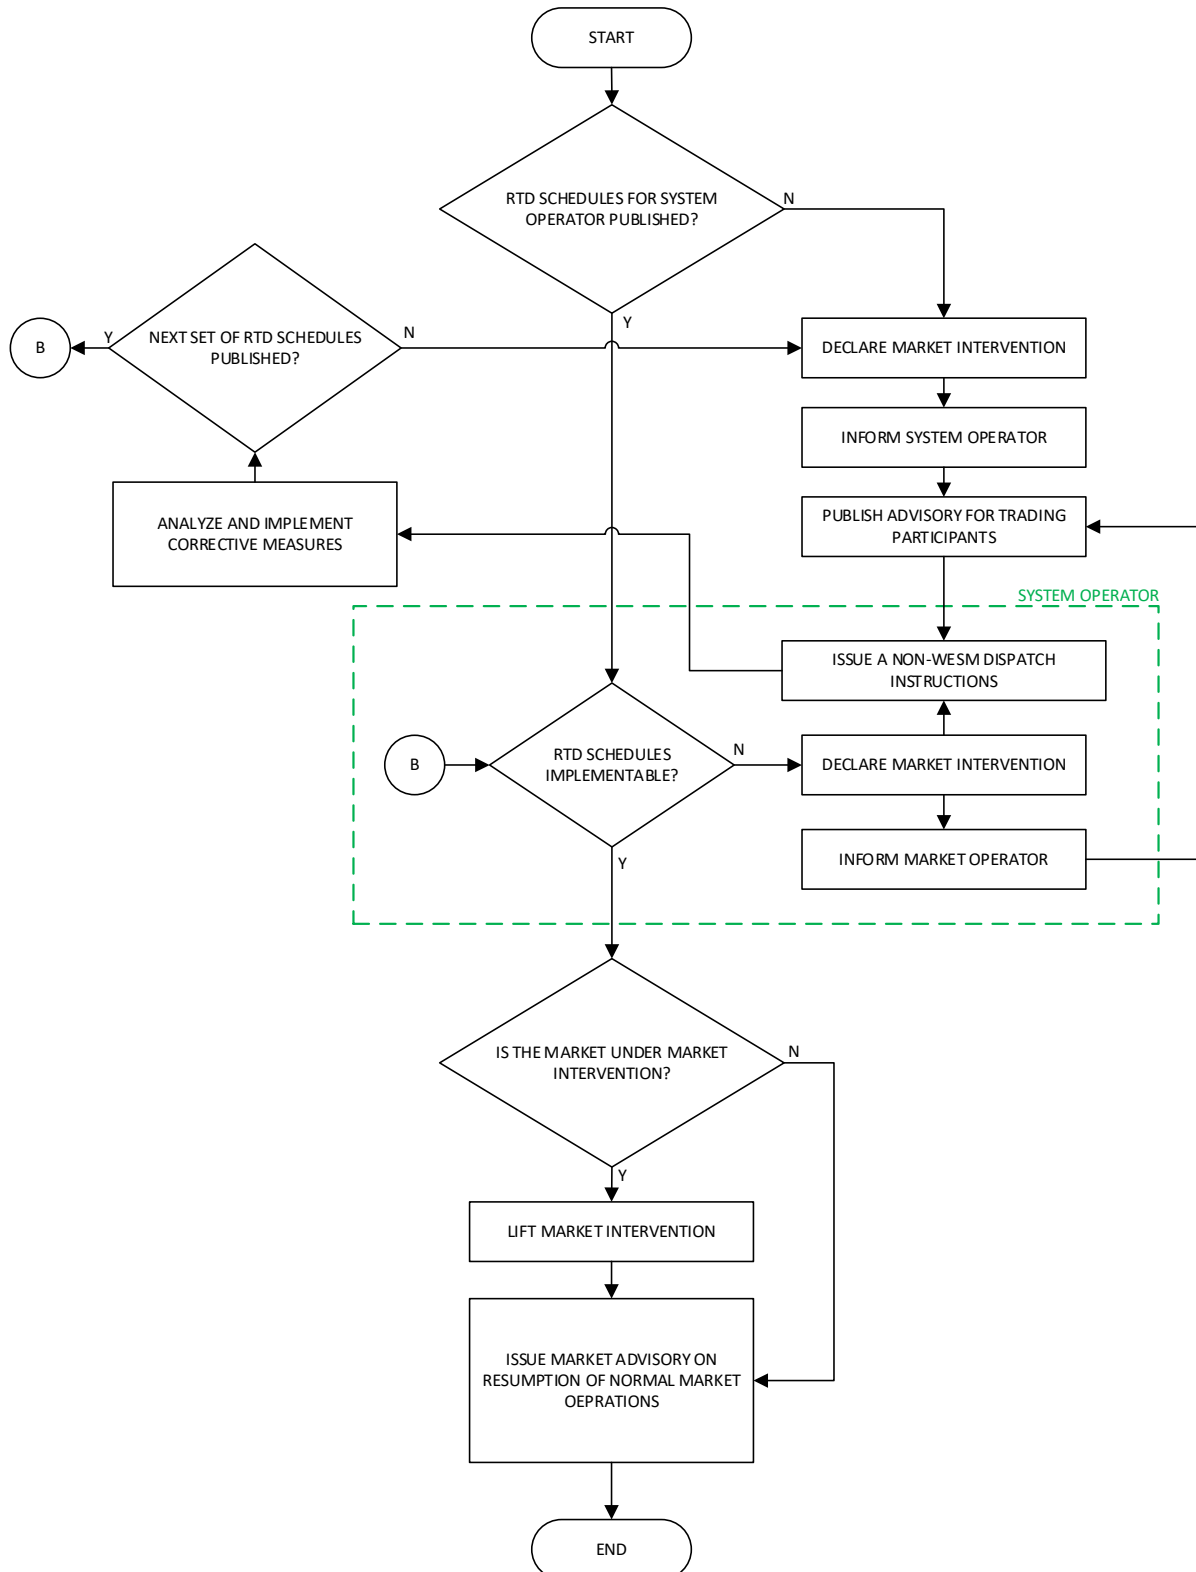 START
RTD SCHEDULES FOR SYSTEM
OPERATOR PUBLISHED?
N
Y
NEXT SET OF RTD SCHEDULES
PUBLISHED?
Y
N
B
DECLARE MARKET INTERVENTION
INFORM SYSTEM OPERATOR
ANALYZE AND IMPLEMENT
CORRECTIVE MEASURES
PUBLISH ADVISORY FOR TRADING
PARTICIPANTS
SYSTEM OPERATOR
ISSUE A NON-WESM DISPATCH
INSTRUCTIONS
B
RTD SCHEDULES
IMPLEMENTABLE?
N
DECLARE MARKET INTERVENTION
INFORM MARKET OPERATOR
Y
IS THE MARKET UNDER MARKET
INTERVENTION?
N
Y
LIFT MARKET INTERVENTION
ISSUE MARKET ADVISORY ON
RESUMPTION OF NORMAL MARKET
OEPRATIONS
END